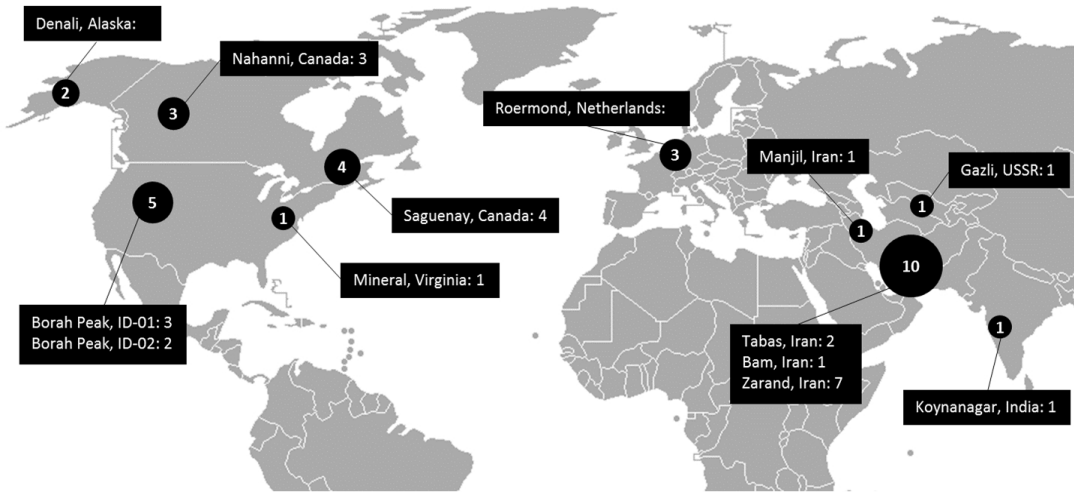 Denali, Alaska:
2
Nahanni, Canada: 3
3
Roermond, Netherlands:
3
4
Manjil, Iran: 1
1
Gazli, USSR: 1
1
5
1
Saguenay, Canada: 4
Mineral, Virginia: 1
10
1
Borah Peak, ID-01: 3
Borah Peak, ID-02: 2
Tabas, Iran: 2
Bam, Iran: 1
Zarand, Iran: 7
Koynanagar, India: 1